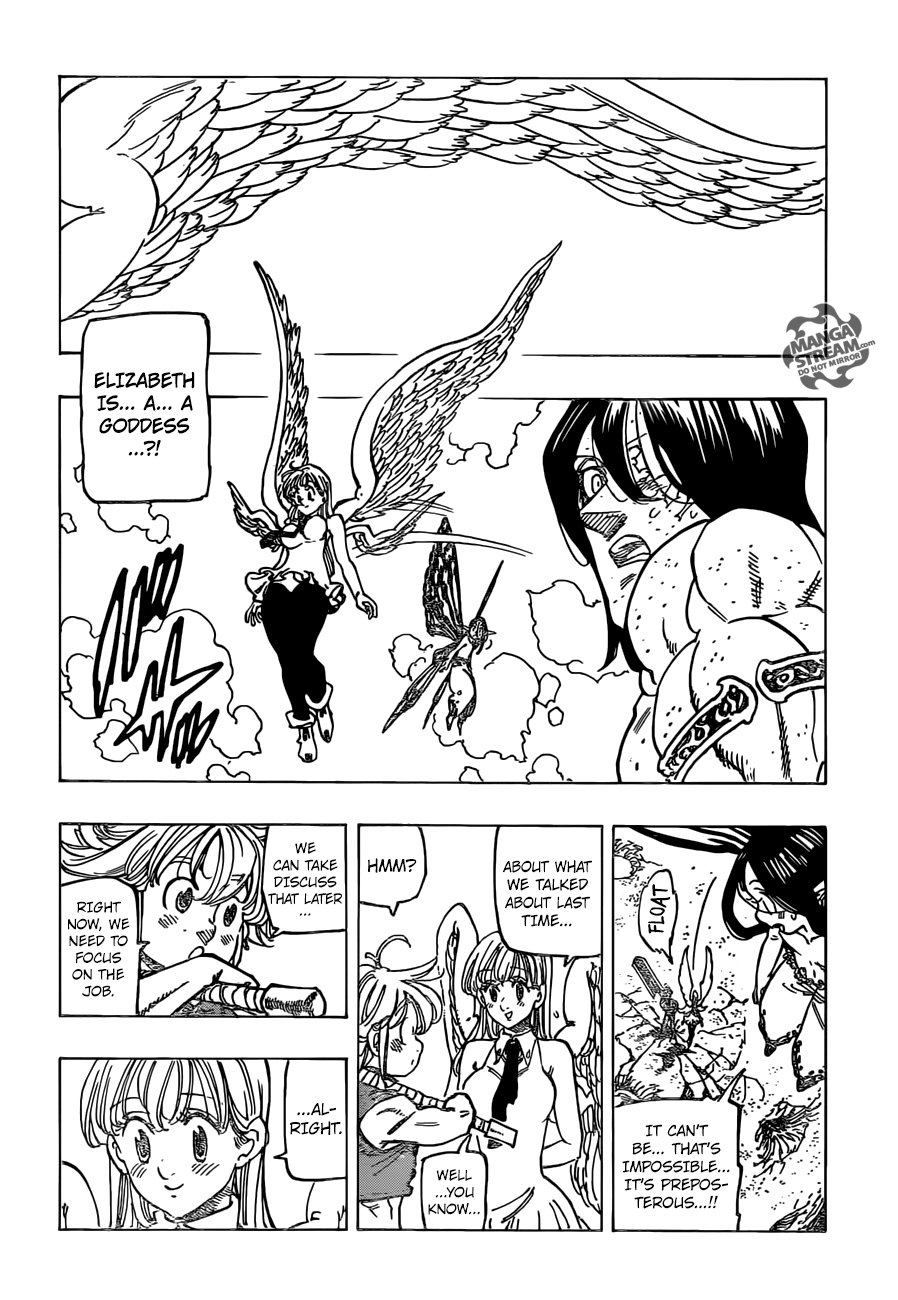 MANGA
STREAM.com
DO NOT MIRROR
ELIZABETH
IS... A... A
GODDESS
...?!
FLOAT
IT CAN'T
BE... THAT'S
IMPOSSIBLE...
IT'S PREPOS-
TEROUS...!!
ABOUT WHAT
WE TALKED
ABOUT LAST
TIME...
HMM?
WELL
...YOU
KNOW...
WE
CAN TAKE
DISCUSS
THAT LATER
...
RIGHT
NOW, WE
NEED TO
FOCUS
ON THE
JOB.
...AL-
RIGHT.